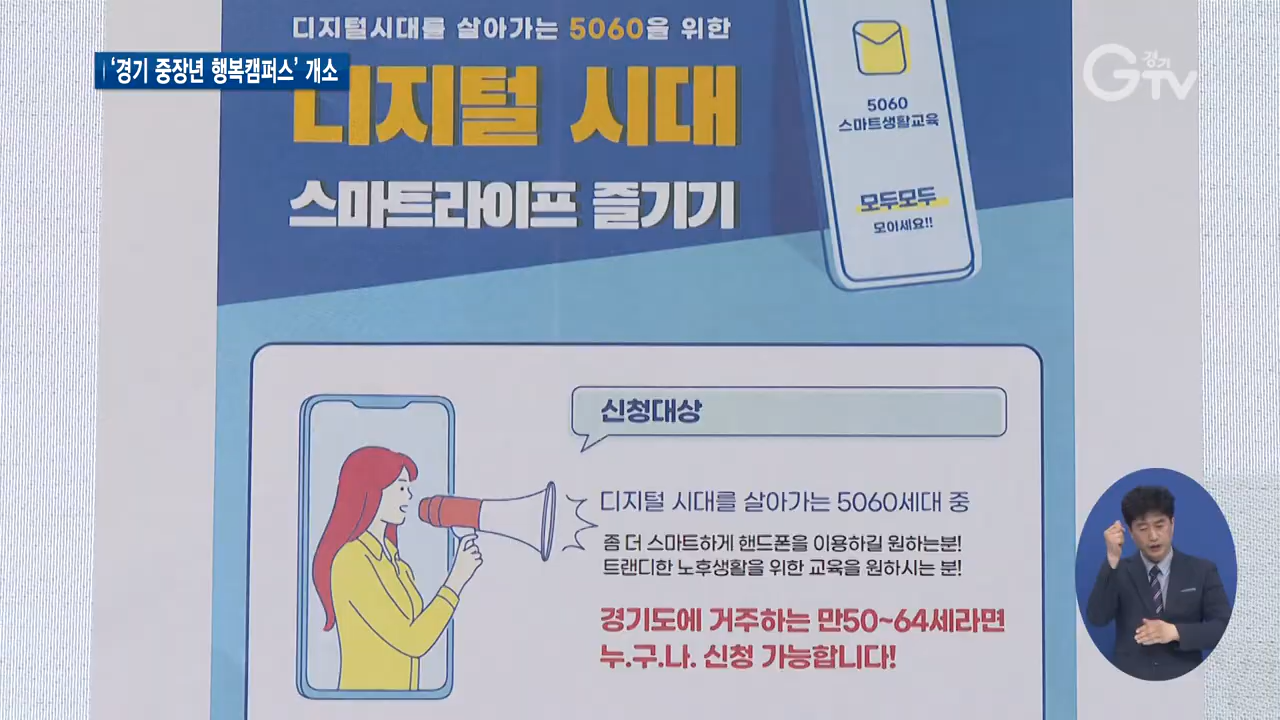 디지털시대를 살아가는 5060을 위한
'경기 중장년 행복캠퍼스' 개소
디지털 시대
스마트라이프 즐기기
5060
스마트생활교육
모두모두
모이세요!!
경기
GTV
신청대상
디지털 시대를 살아가는 5060세대 중
좀 더 스마트하게 핸드폰을 이용하길 원하는분!
트랜디한 노후생활을 위한 교육을 원하시는 분!
경기도에 거주하는 만50~64세라면
누.구.나. 신청 가능합니다!